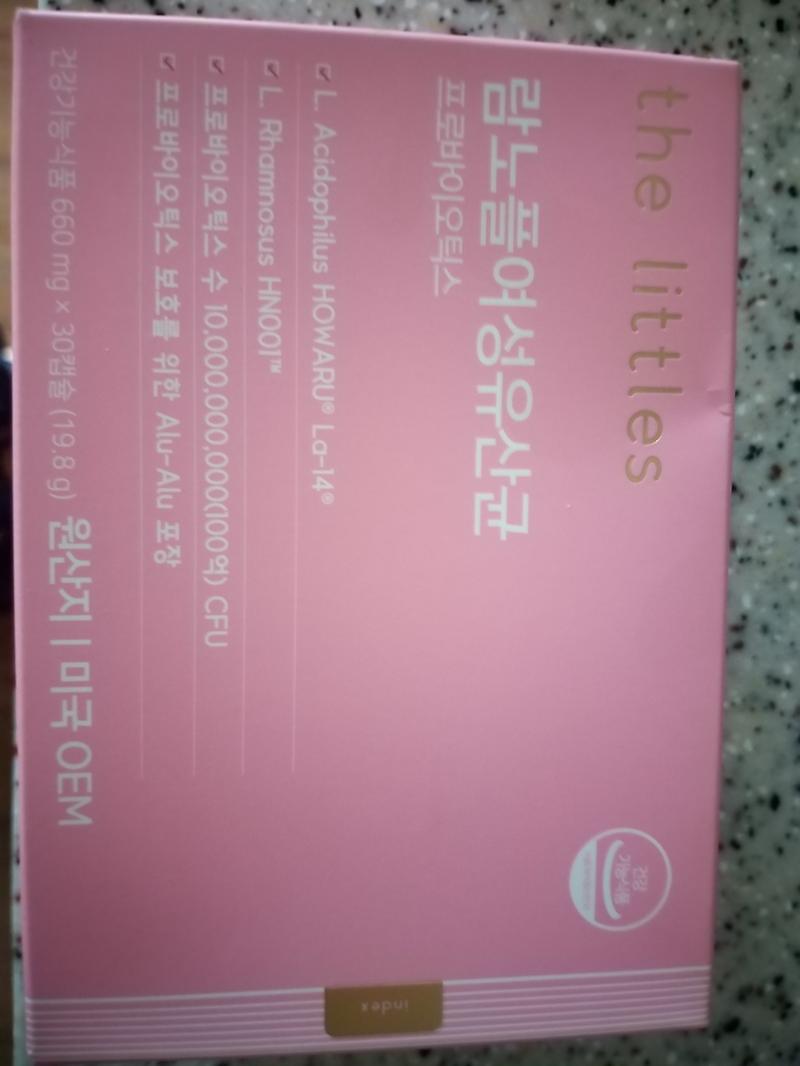 the littles
람노플여성유산균
프로바이오틱스
L. Acidophilus HOWARU® La-14®
L. Rhamnosus HN001™
프로바이오틱스 수 10,000,000,000(100억) CFU
프로바이오틱스 보호를 위한 Alu-Alu 포장
건강기능식품 660 mg × 30캡슐 (19.8 g) 원산지 | 미국 OEM
건강
기능식품
index